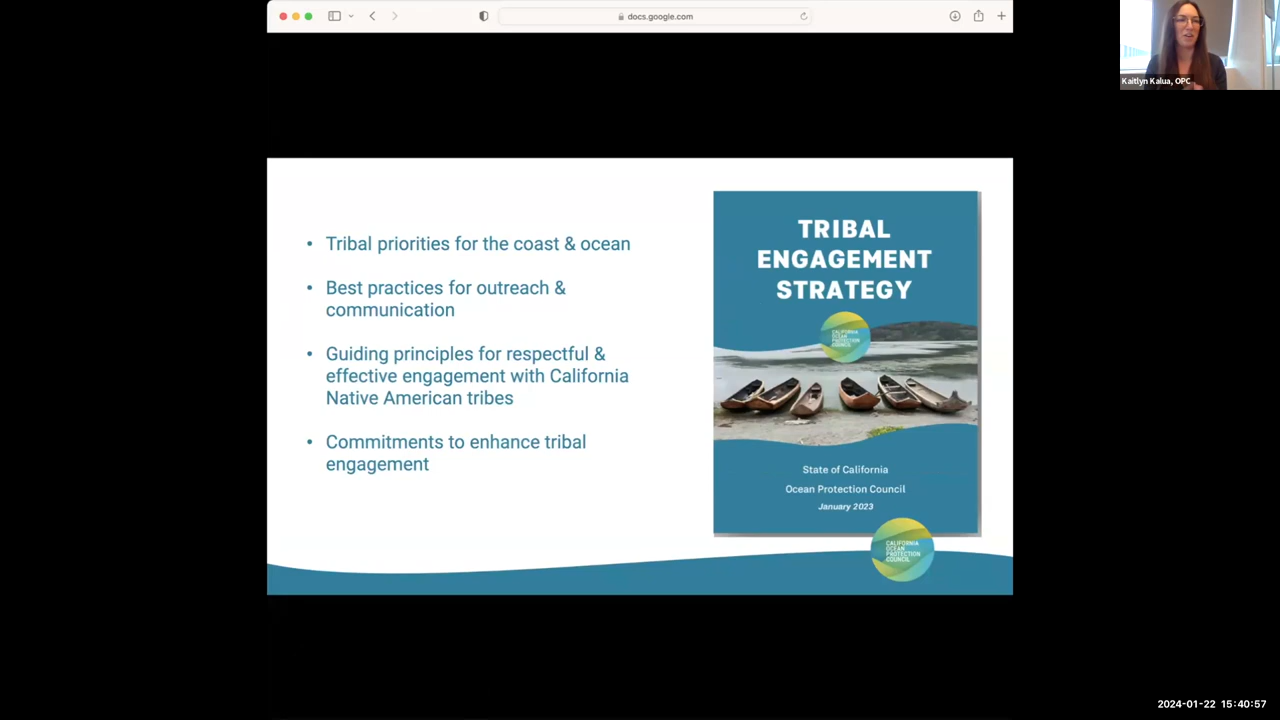 docs.google.com
Kaitlyn Kalua, OPC
• Tribal priorities for the coast & ocean
• Best practices for outreach &
communication
• Guiding principles for respectful &
effective engagement with California
Native American tribes
• Commitments to enhance tribal
engagement
TRIBAL
ENGAGEMENT
STRATEGY
CALIFORNIA
OCEAN
PROTECTION
COUNCIL
State of California
Ocean Protection Council
January 2023
CALIFORNIA
OCEAN
PROTECTION
COUNCIL
2024-01-22 15:40:57